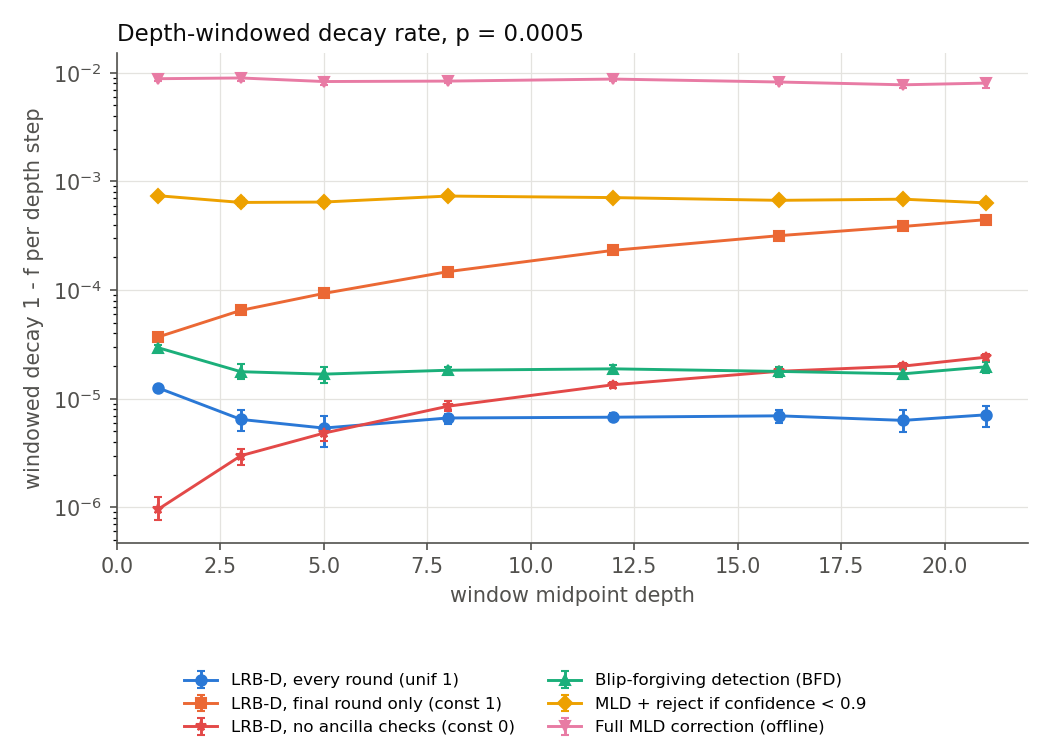 Depth-windowed decay rate, p = 0.0005
windowed decay 1 - f per depth step
10⁻²
10⁻³
10⁻⁴
10⁻⁵
10⁻⁶
0.0 2.5 5.0 7.5 10.0 12.5 15.0 17.5 20.0
window midpoint depth
LRB-D, every round (unif 1)
LRB-D, final round only (const 1)
LRB-D, no ancilla checks (const 0)
Blip-forgiving detection (BFD)
MLD + reject if confidence < 0.9
Full MLD correction (offline)